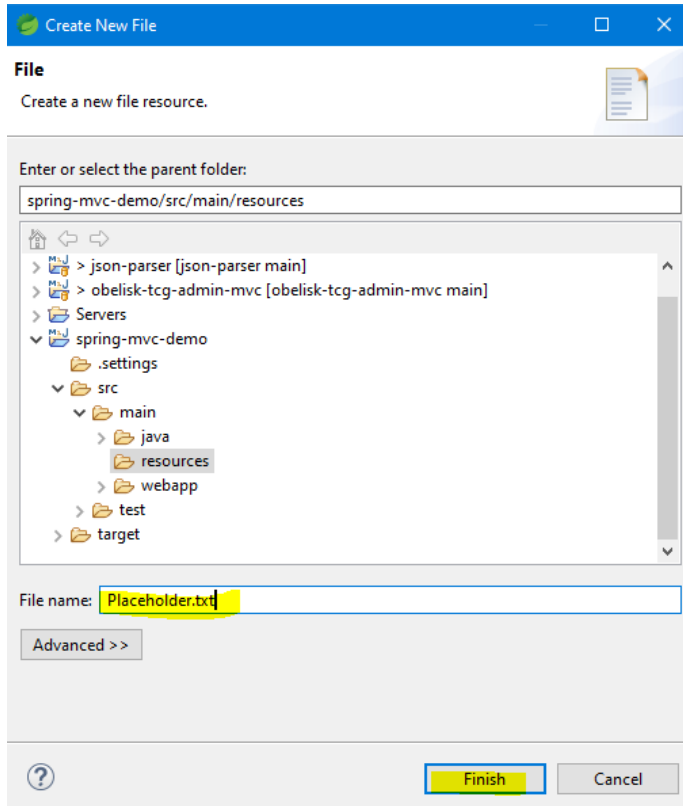 Create New File
File
Create a new file resource.
Enter or select the parent folder:
spring-mvc-demo/src/main/resources
> json-parser [json-parser main]
> obelisk-tcg-admin-mvc [obelisk-tcg-admin-mvc main]
Servers
spring-mvc-demo
.settings
src
main
java
resources
webapp
test
target
File name: Placeholder.txt
Advanced >>
Finish Cancel